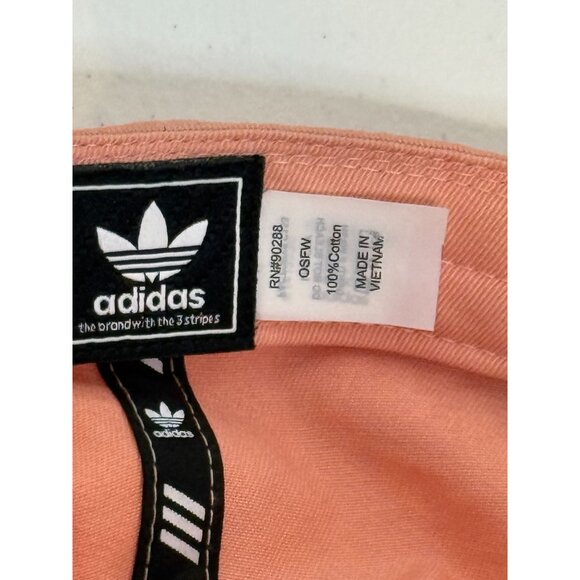 adidas
the brand with the 3 stripes
RN#90288
OSFW
100%Cotton
MADE IN
VIETNAM
adidas